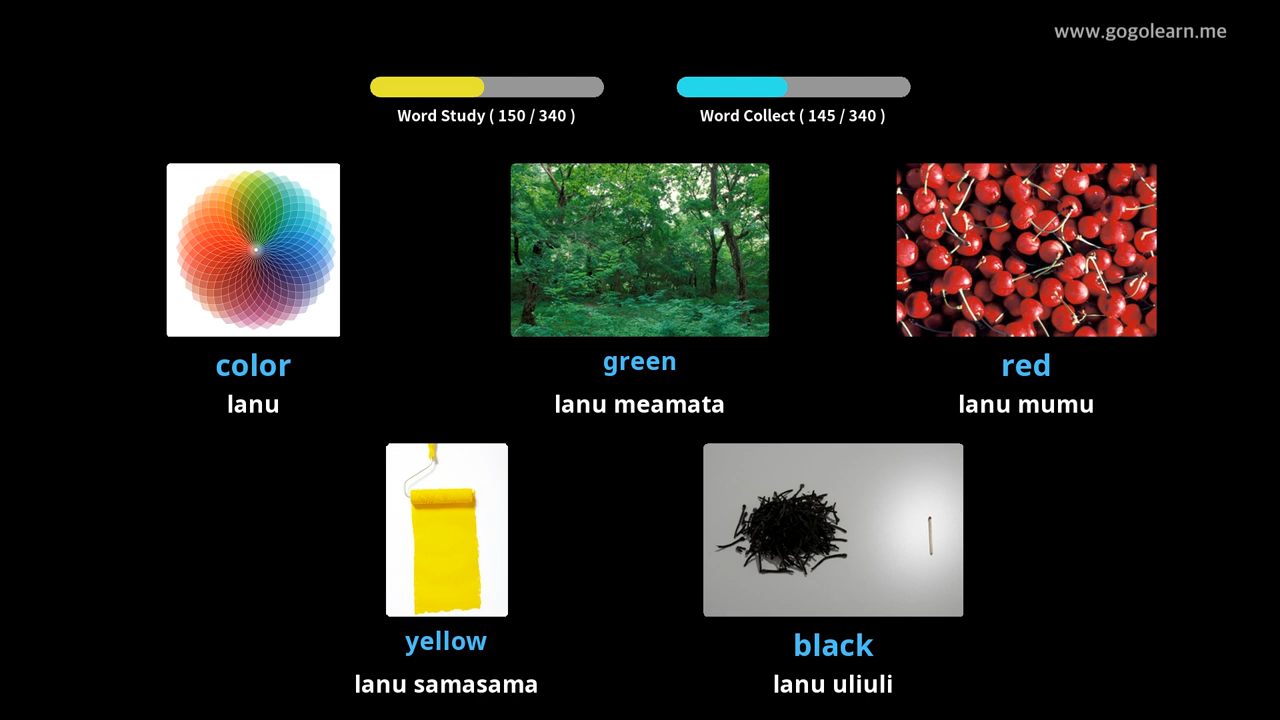 www.gogolearn.me
Word Study ( 150 / 340 )
Word Collect ( 145 / 340 )
color
lanu
green
lanu meamata
red
lanu mumu
yellow
lanu samasama
black
lanu uliuli